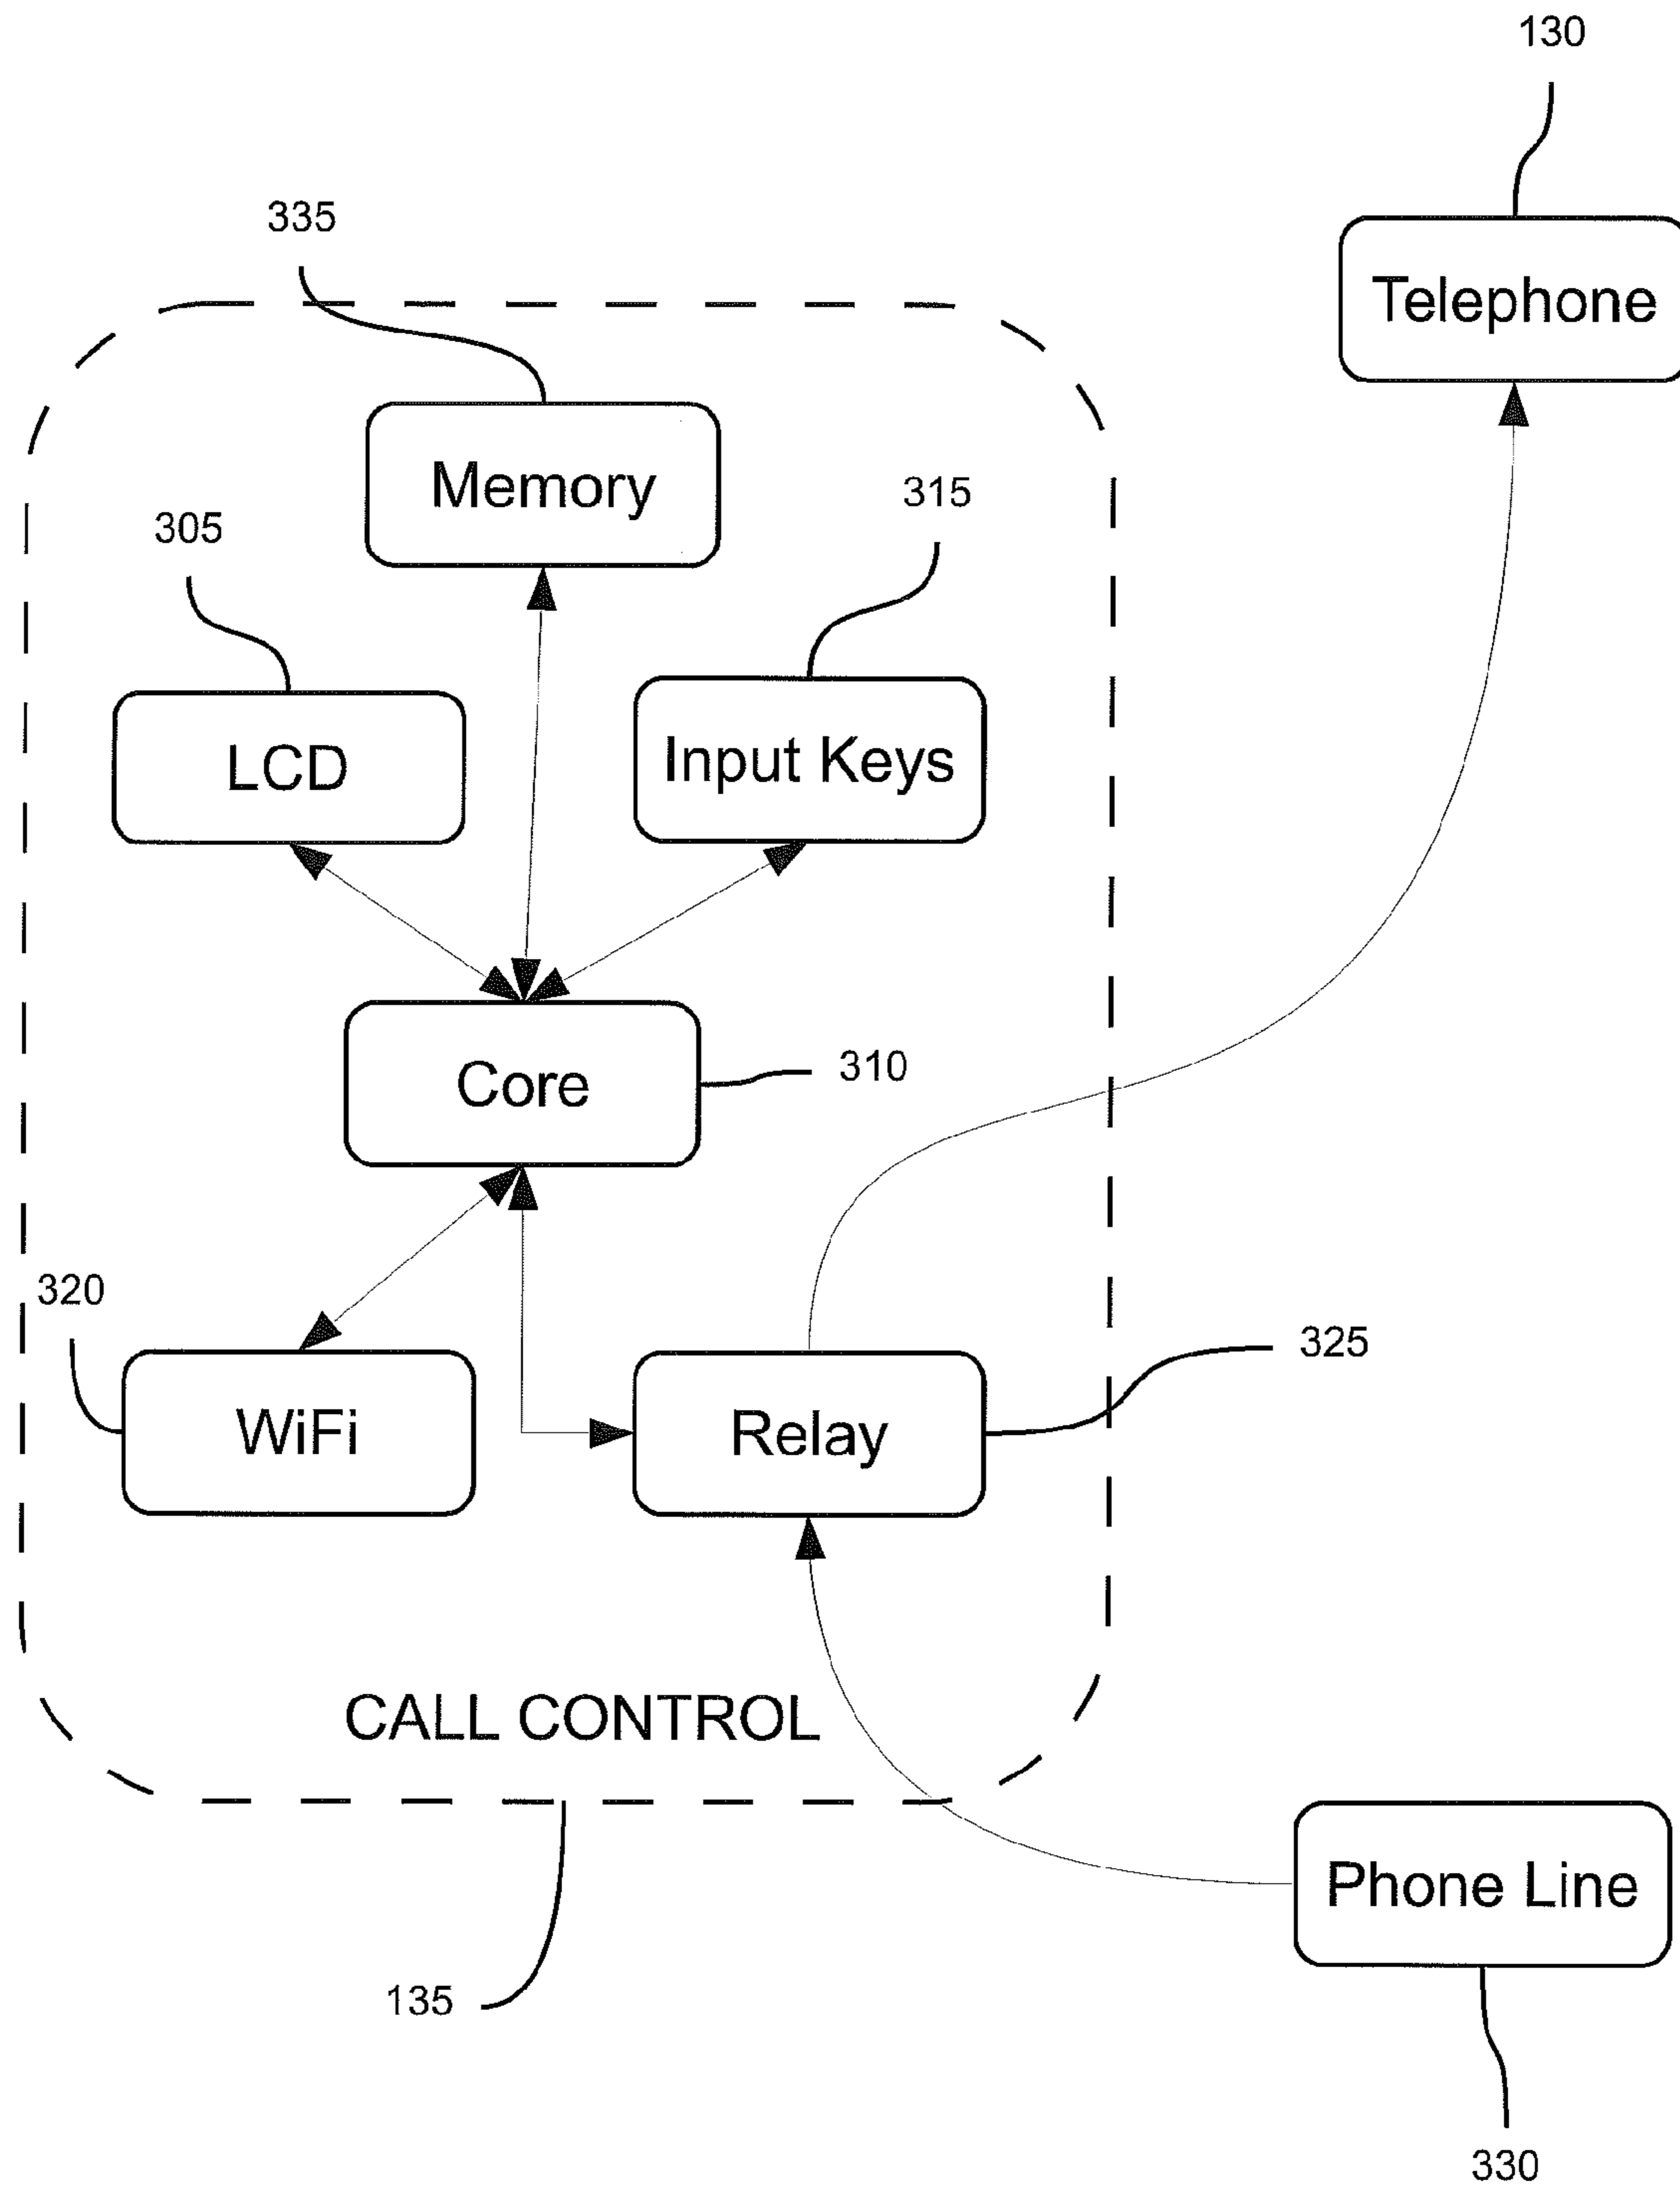 130
Telephone
335
Memory
305
315
LCD
Input Keys
Core
310
320
WiFi
Relay
325
CALL CONTROL
135
Phone Line
330